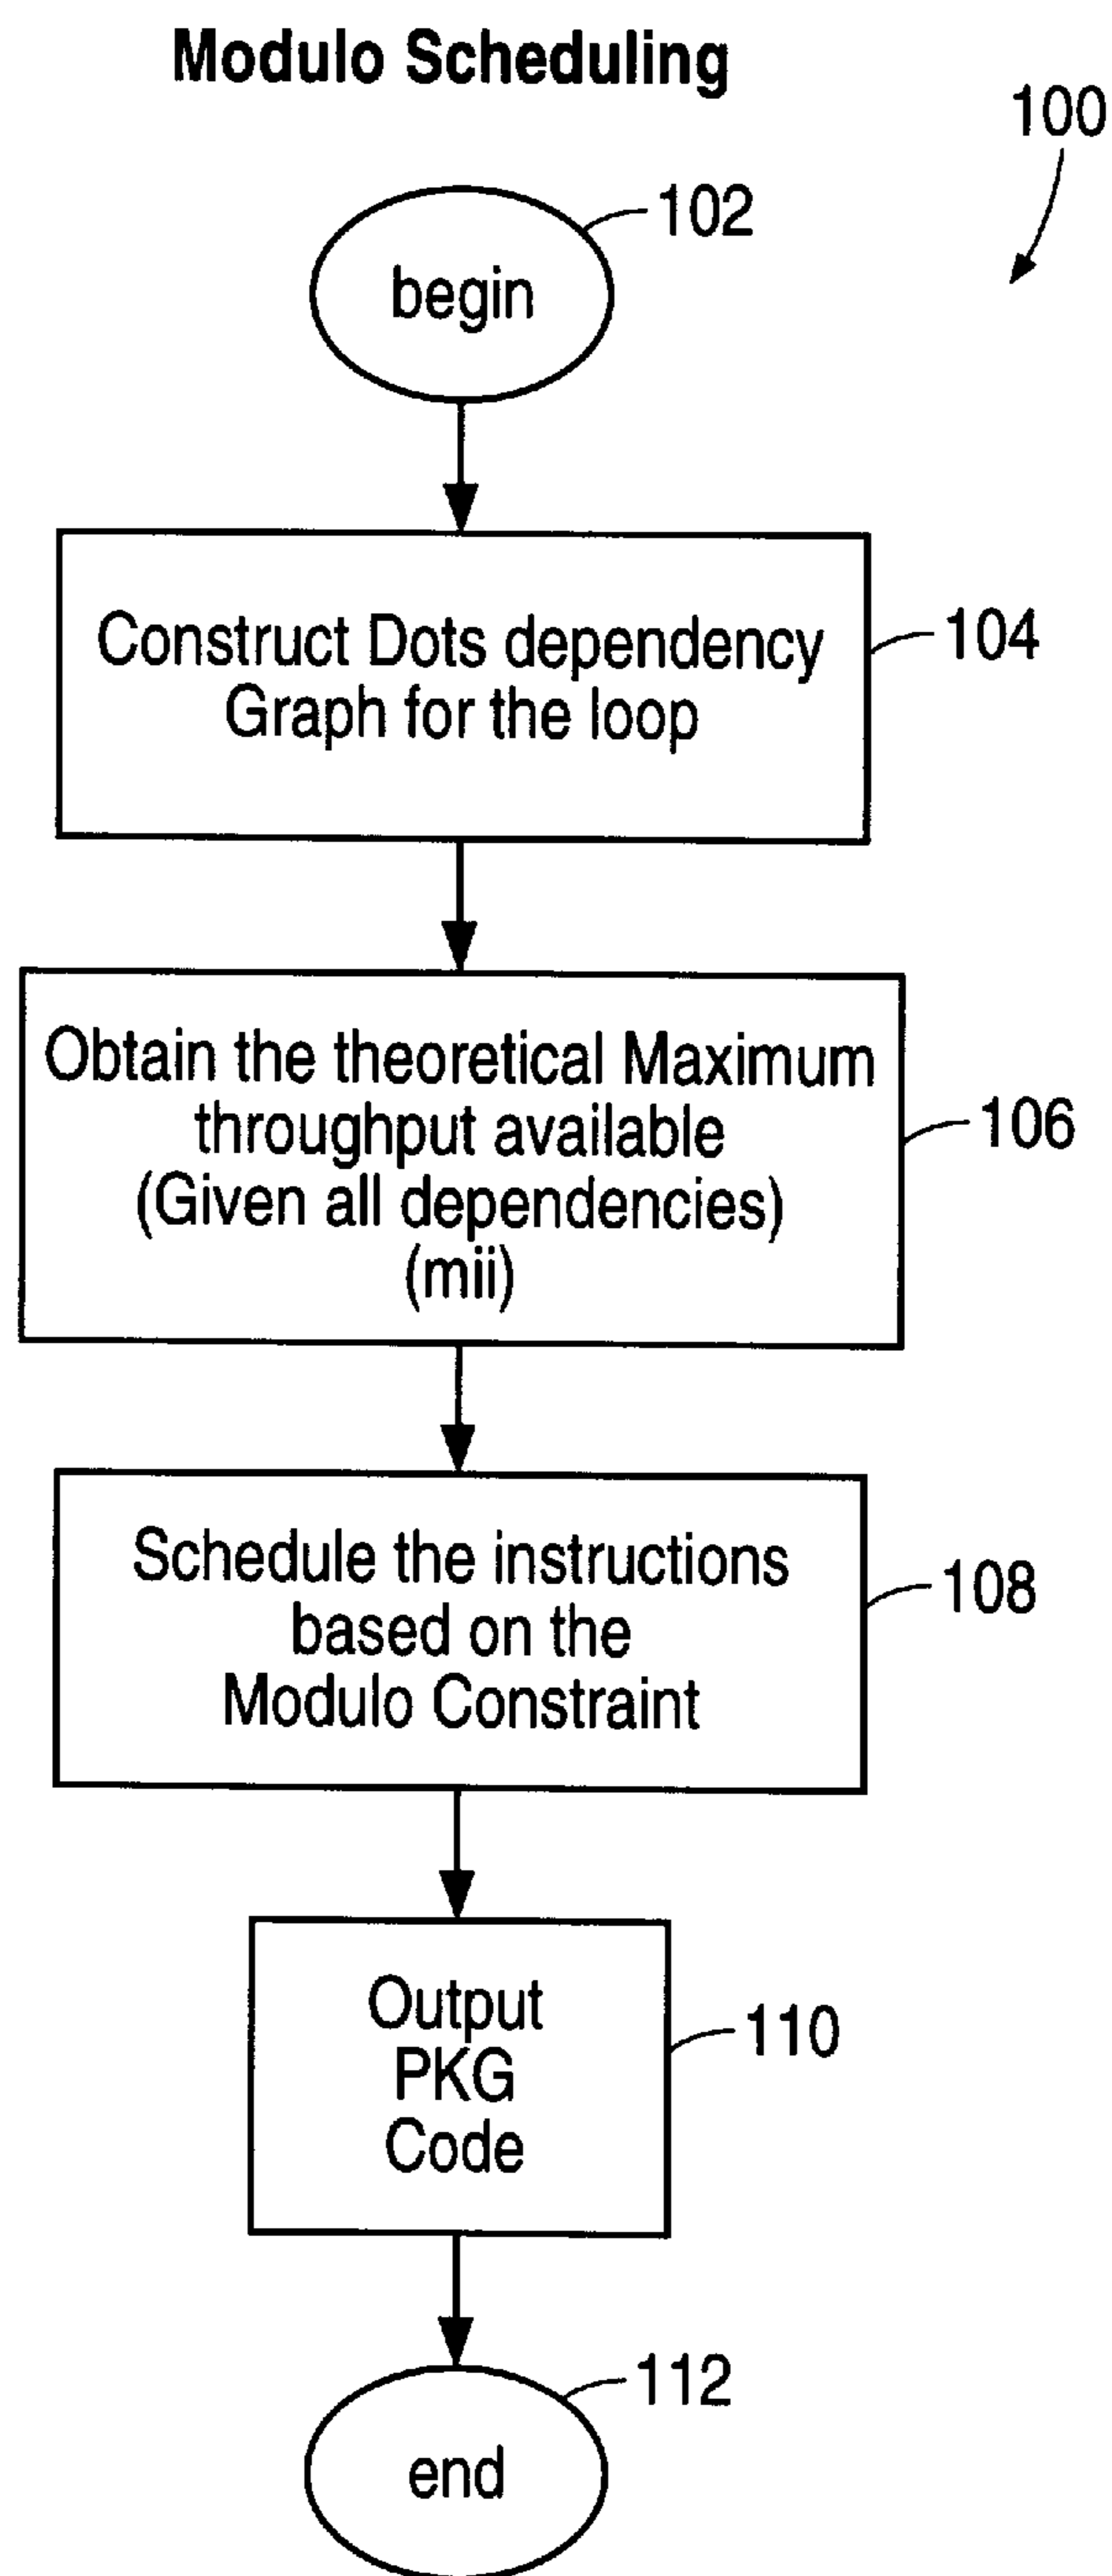 Modulo Scheduling
100
102
begin
Construct Dots dependency
Graph for the loop
104
Obtain the theoretical Maximum
throughput available
(Given all dependencies)
(mii)
106
Schedule the instructions
based on the
Modulo Constraint
108
Output
PKG
Code
110
112
end